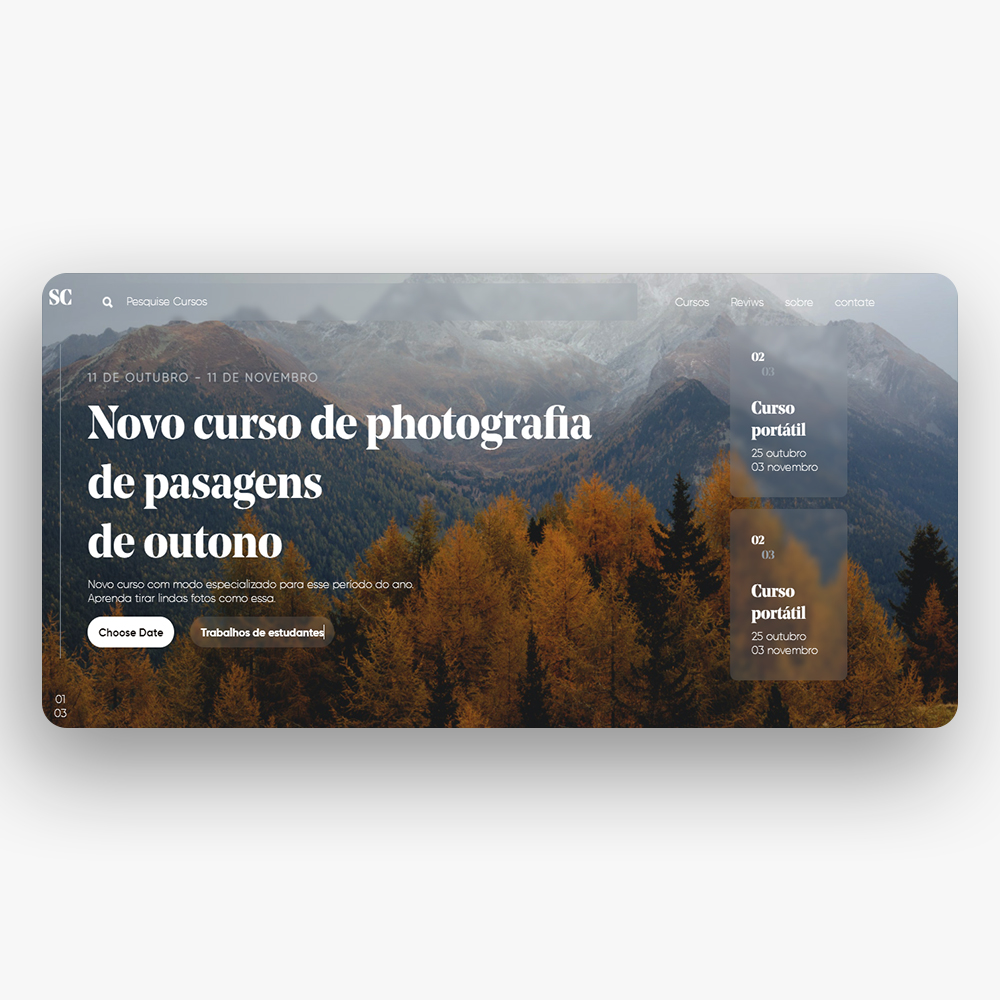 SC
Pesquise Cursos
Cursos Reviws sobre contate
11 DE OUTUBRO - 11 DE NOVEMBRO
Novo curso de photografia
de pasagens
de outono
Novo curso com modo especializado para esse período do ano.
Aprenda tirar lindas fotos como essa.
Choose Date
Trabalhos de estudantes
01
03
02
03
Curso
portátil
25 outubro
03 novembro
02
03
Curso
portátil
25 outubro
03 novembro